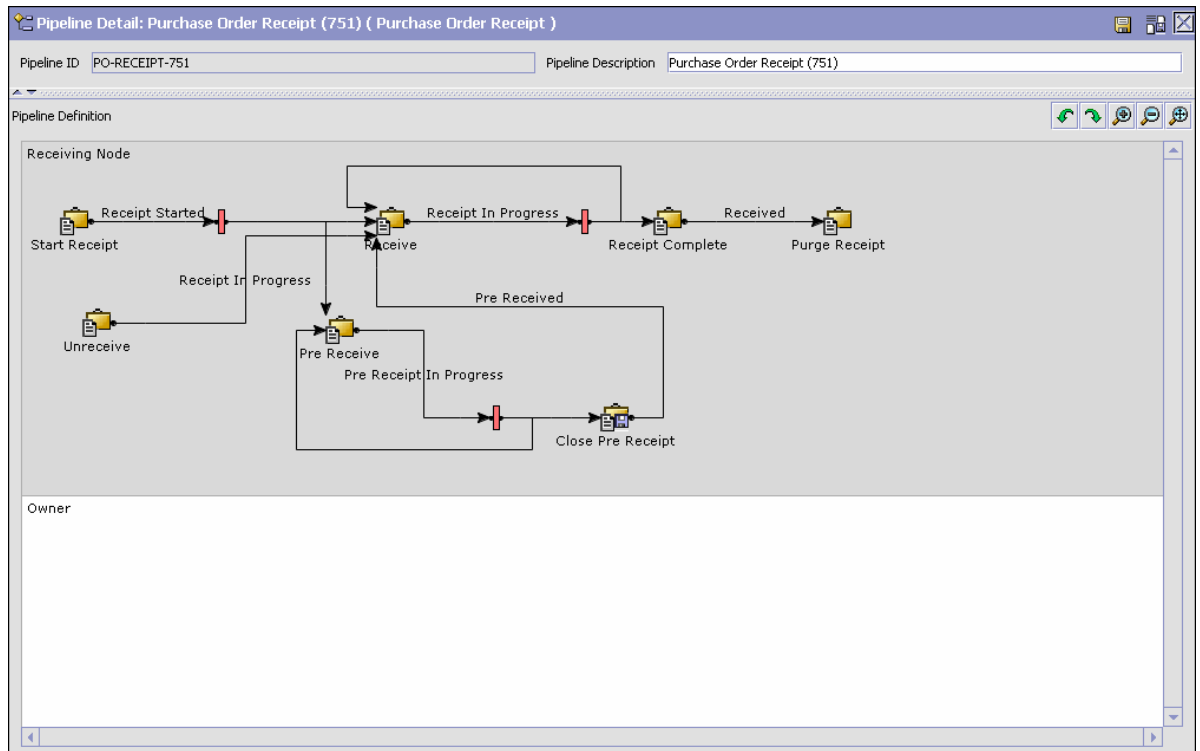 Pipeline Detail: Purchase Order Receipt (751) ( Purchase Order Receipt )
Pipeline ID PO-RECEIPT-751 Pipeline Description Purchase Order Receipt (751)
Pipeline Definition
Receiving Node
Receipt Started Receipt In Progress Received
Start Receipt Receive Receipt Complete Purge Receipt
Receipt In Progress
Pre Received
Unreceive
Pre Receive
Pre Receipt In Progress
Close Pre Receipt
Owner